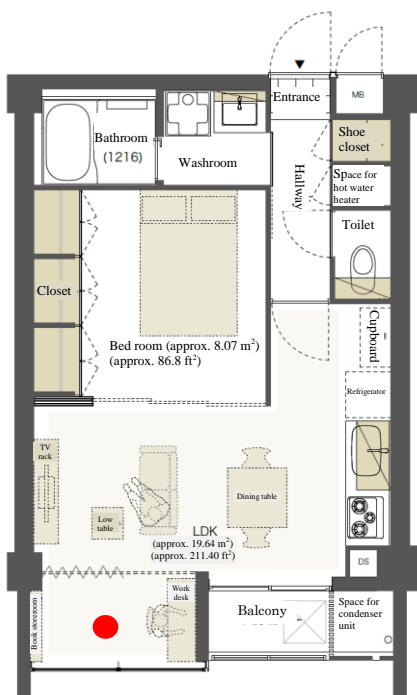 Entrance
MB
Shoe
closet
Bathroom
(1216)
Washroom
Hallway
Space for
hot water
heater
Toilet
Closet
Bed room (approx. 8.07 m²)
(approx. 86.8 ft²)
Cupboard
Refrigerator
TV
rack
Low
table
Dining table
LDK
(approx. 19.64 m²)
(approx. 211.40 ft²)
DS
Book storeroom
Work
desk
Balcony
Space for
condenser
unit